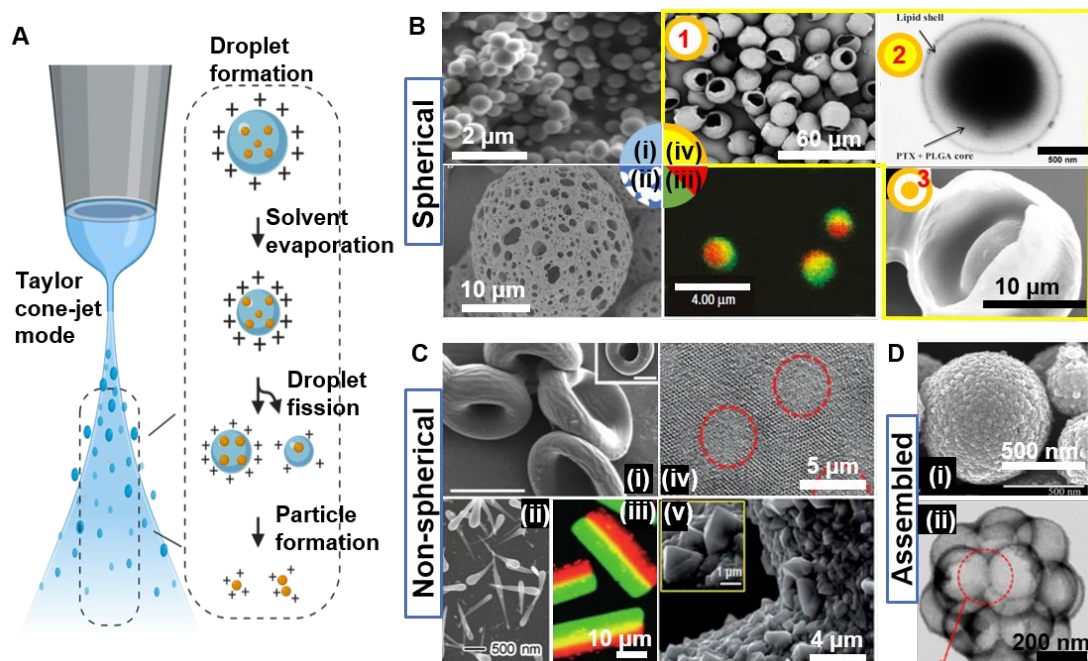 A
Droplet
formation
Solvent
evaporation
Taylor
cone-jet
mode
Droplet
fission
Particle
formation
B
Spherical
2 µm
(i)
1
60 µm
(iv)
2
Lipid shell
PTX + PLGA core
500 nm
(ii)
10 µm
(iii)
4.00 µm
3
10 µm
C
Non-spherical
(i)
(iv)
5 µm
(ii)
500 nm
(iii)
10 µm
(v)
1 µm
4 µm
D
Assembled
(i)
500 nm
500 nm
(ii)
200 nm